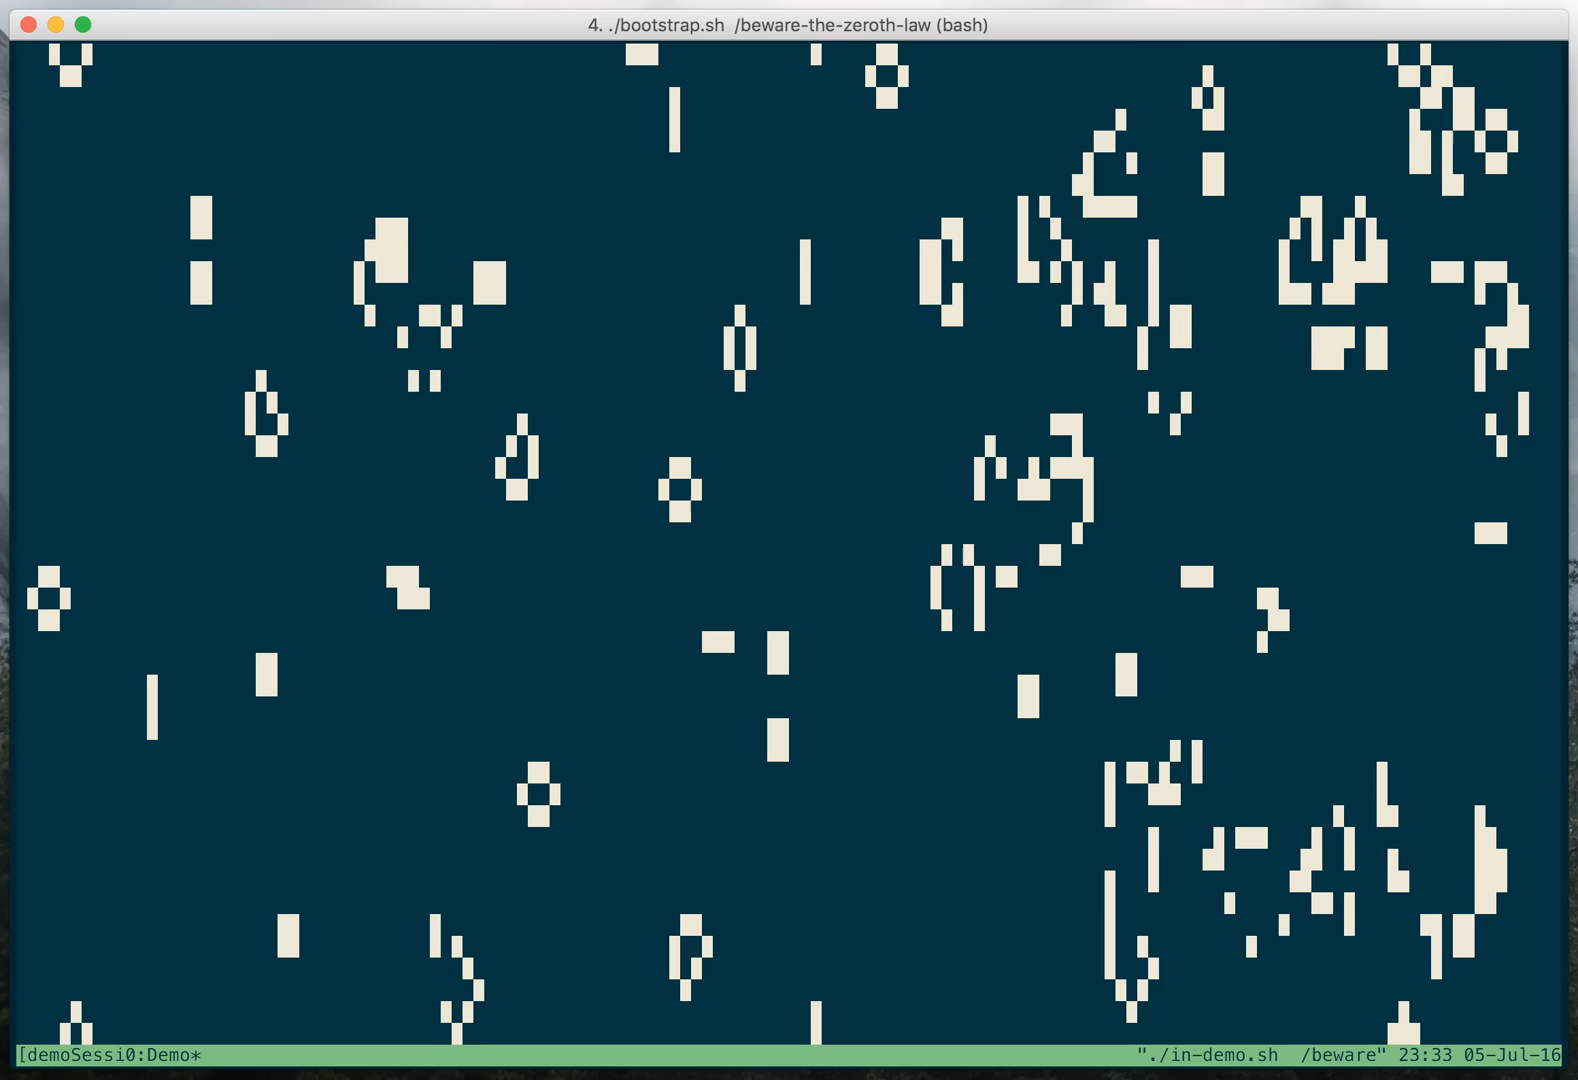 4. ./bootstrap.sh  /beware-the-zeroth-law (bash)
[demoSessi0:Demo* "./in-demo.sh  /beware" 23:33 05-Jul-16